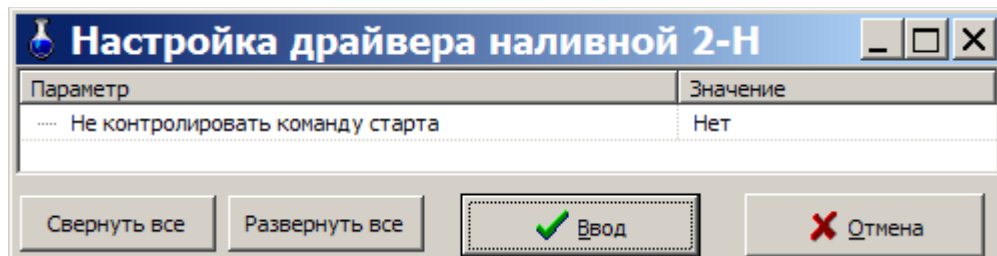 Настройка драйвера наливной 2-Н
Параметр Значение
Не контролировать команду старта Нет
Свернуть все Развернуть все Ввод Отмена